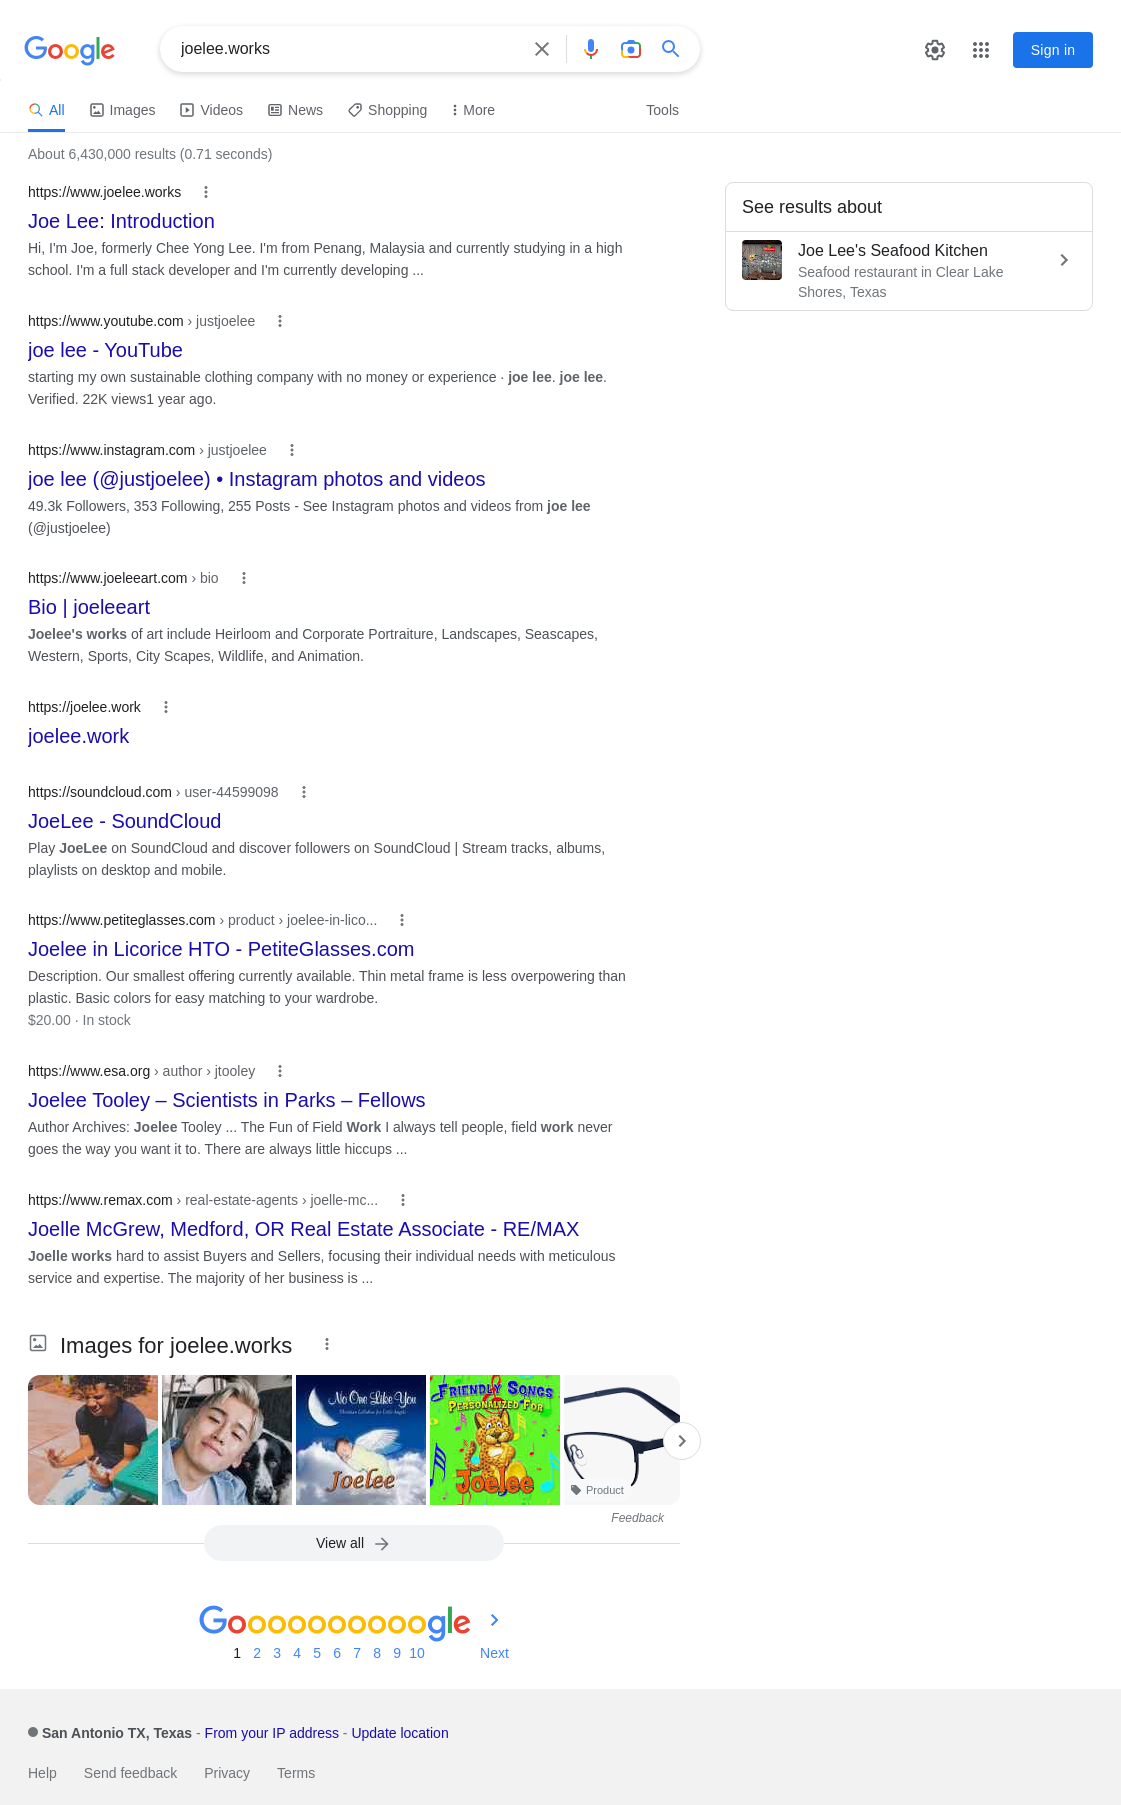 Google
joelee.works
Sign in
All
Images
Videos
News
Shopping
More
Tools
About 6,430,000 results (0.71 seconds)
https://www.joelee.works
Joe Lee: Introduction
Hi, I'm Joe, formerly Chee Yong Lee. I'm from Penang, Malaysia and currently studying in a high
school. I'm a full stack developer and I'm currently developing ...
See results about
Joe Lee's Seafood Kitchen
Seafood restaurant in Clear Lake
Shores, Texas
https://www.youtube.com › justjoelee
joe lee - YouTube
starting my own sustainable clothing company with no money or experience · joe lee. joe lee.
Verified. 22K views1 year ago.
https://www.instagram.com › justjoelee
joe lee (@justjoelee) • Instagram photos and videos
49.3k Followers, 353 Following, 255 Posts - See Instagram photos and videos from joe lee
(@justjoelee)
https://www.joeleeart.com › bio
Bio | joeleeart
Joelee's works of art include Heirloom and Corporate Portraiture, Landscapes, Seascapes,
Western, Sports, City Scapes, Wildlife, and Animation.
https://joelee.work
joelee.work
https://soundcloud.com › user-44599098
JoeLee - SoundCloud
Play JoeLee on SoundCloud and discover followers on SoundCloud | Stream tracks, albums,
playlists on desktop and mobile.
https://www.petiteglasses.com › product › joelee-in-lico...
Joelee in Licorice HTO - PetiteGlasses.com
Description. Our smallest offering currently available. Thin metal frame is less overpowering than
plastic. Basic colors for easy matching to your wardrobe.
$20.00 · In stock
https://www.esa.org › author › jtooley
Joelee Tooley – Scientists in Parks – Fellows
Author Archives: Joelee Tooley ... The Fun of Field Work I always tell people, field work never
goes the way you want it to. There are always little hiccups ...
https://www.remax.com › real-estate-agents › joelle-mc...
Joelle McGrew, Medford, OR Real Estate Associate - RE/MAX
Joelle works hard to assist Buyers and Sellers, focusing their individual needs with meticulous
service and expertise. The majority of her business is ...
Images for joelee.works
No One Like You
Christian Lullabies for Little Angels
Joelee
FRIENDLY SONGS
PERSONALIZED FOR
Joelee
Product
Feedback
View all
Goooooooooogle
1 2 3 4 5 6 7 8 9 10 Next
San Antonio TX, Texas - From your IP address - Update location
Help Send feedback Privacy Terms